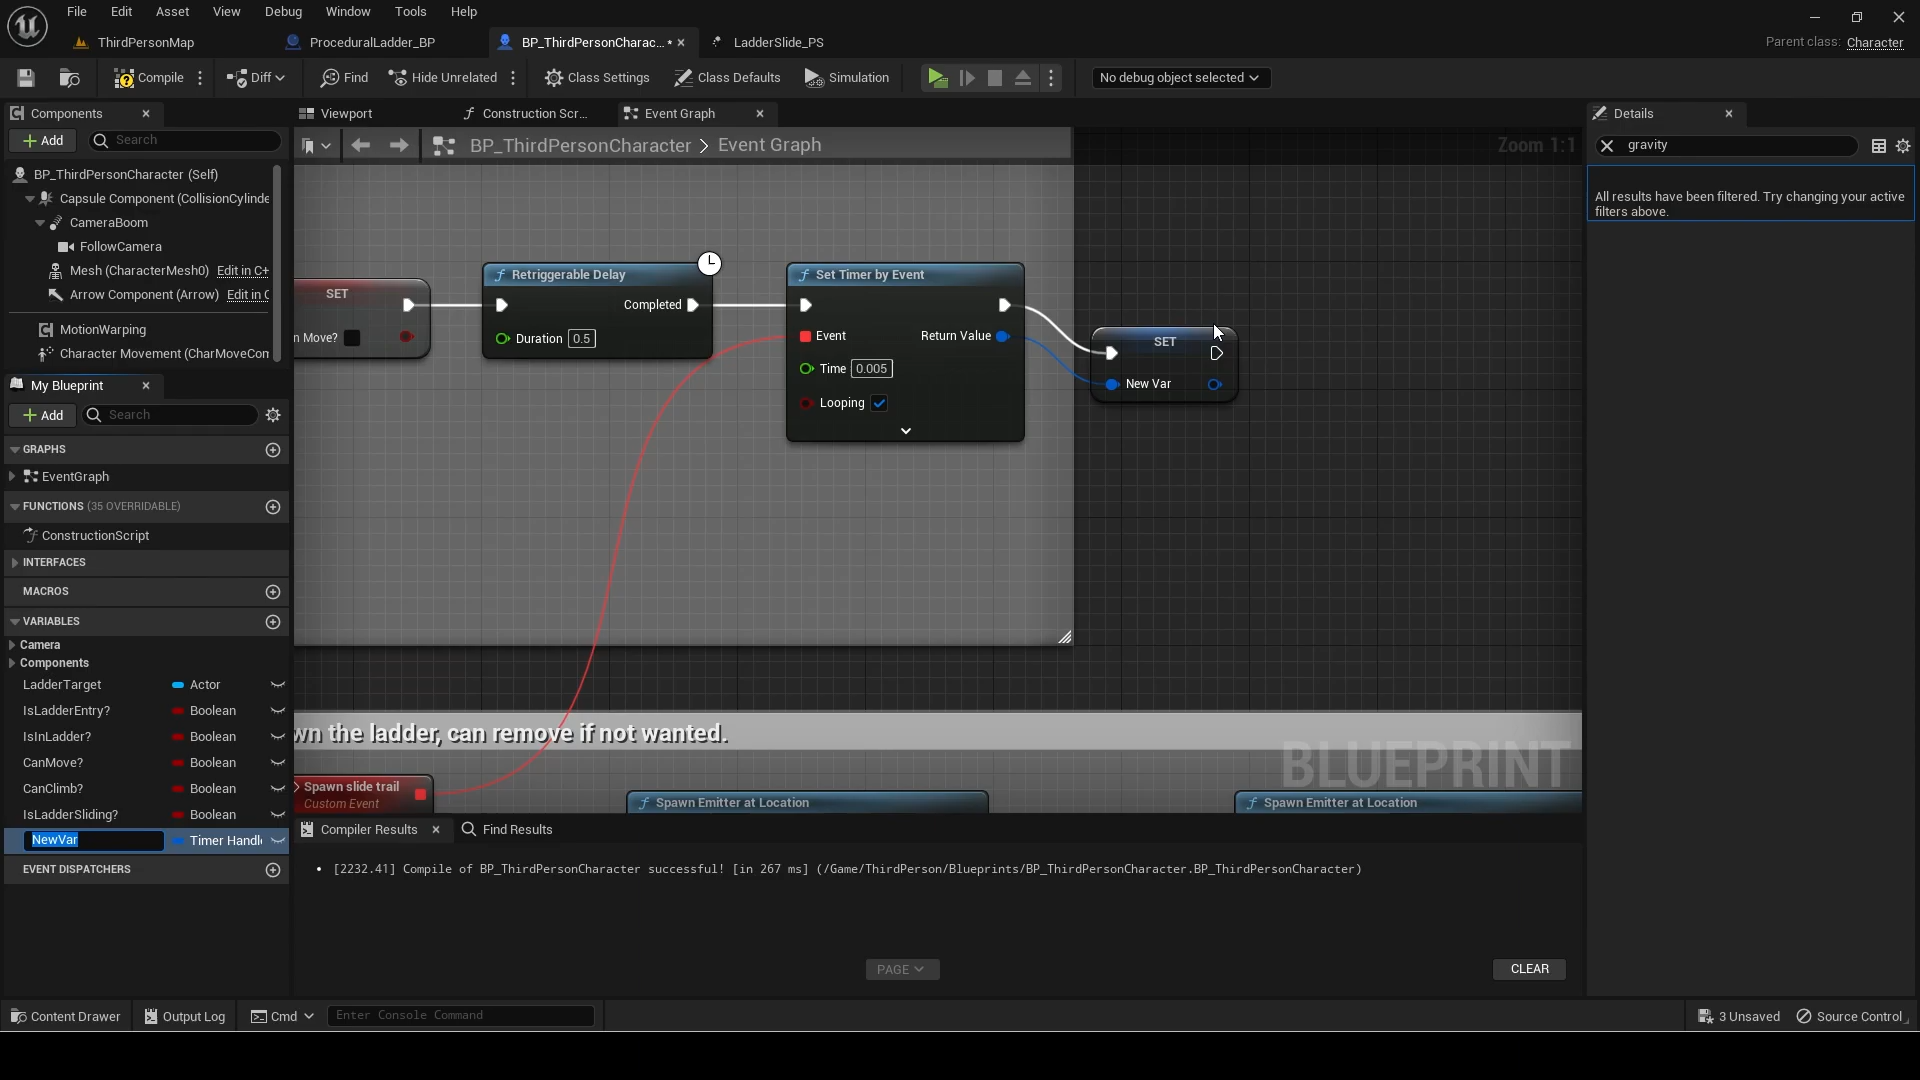 File Edit Asset View Debug Window Tools Help
ThirdPersonMap ProceduralLadder_BP BP_ThirdPersonCharac... * LadderSlide_PS
Parent class: Character
Compile Diff Find Hide Unrelated Class Settings Class Defaults Simulation No debug object selected
Components
Viewport Construction Scr... Event Graph
Details
Add Search
BP_ThirdPersonCharacter > Event Graph
Zoom 1:1
gravity
BP_ThirdPersonCharacter (Self)
Capsule Component (CollisionCylinde
CameraBoom
FollowCamera
Mesh (CharacterMesh0) Edit in C+
Arrow Component (Arrow) Edit in C
MotionWarping
Character Movement (CharMoveCon
All results have been filtered. Try changing your active
filters above.
SET
n Move?
Retriggerable Delay
Completed
Duration 0.5
Set Timer by Event
Event Return Value
Time 0.005
Looping
SET
New Var
My Blueprint
Add Search
GRAPHS
EventGraph
FUNCTIONS (35 OVERRIDABLE)
ConstructionScript
INTERFACES
MACROS
VARIABLES
Camera
Components
LadderTarget Actor
IsLadderEntry? Boolean
IsInLadder? Boolean
CanMove? Boolean
CanClimb? Boolean
IsLadderSliding? Boolean
NewVar Timer Handl
EVENT DISPATCHERS
wn the ladder, can remove if not wanted.
BLUEPRINT
Spawn slide trail
Custom Event
Spawn Emitter at Location
Spawn Emitter at Location
Compiler Results Find Results
[2232.41] Compile of BP_ThirdPersonCharacter successful! [in 267 ms] (/Game/ThirdPerson/Blueprints/BP_ThirdPersonCharacter.BP_ThirdPersonCharacter)
PAGE
CLEAR
Content Drawer Output Log Cmd Enter Console Command
3 Unsaved Source Control